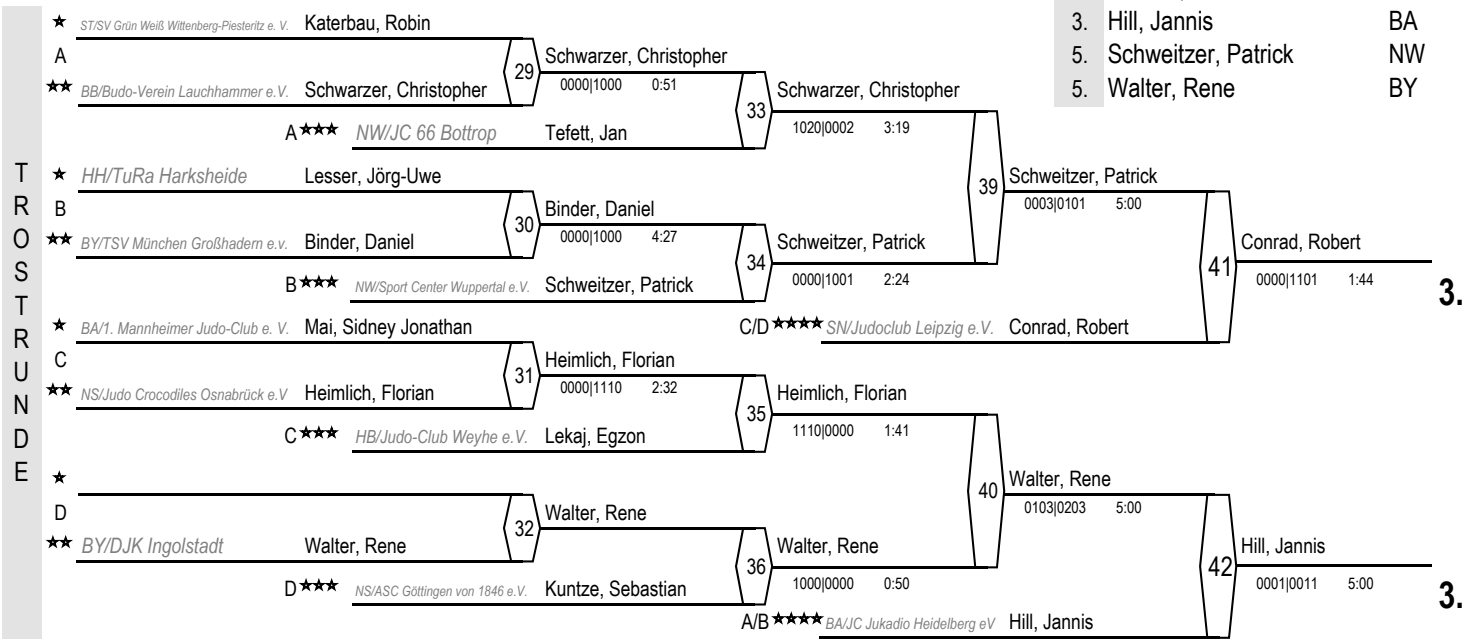 3. Hill, Jannis BA
5. Schweitzer, Patrick NW
5. Walter, Rene BY
TROSTRUNDE
ST/SV Grün Weiß Wittenberg-Piesteritz e. V. Katerbau, Robin
A
29
Schwarzer, Christopher
0000|1000 0:51
BB/Budo-Verein Lauchhammer e.V. Schwarzer, Christopher
33
Schwarzer, Christopher
1020|0002 3:19
A NW/JC 66 Bottrop Tefett, Jan
39
Schweitzer, Patrick
0003|0101 5:00
HH/TuRa Harksheide Lesser, Jörg-Uwe
B
30
Binder, Daniel
0000|1000 4:27
BY/TSV München Großhadern e.v. Binder, Daniel
34
Schweitzer, Patrick
0000|1001 2:24
B NW/Sport Center Wuppertal e.V. Schweitzer, Patrick
41
Conrad, Robert
0000|1101 1:44
3.
C/D SN/Judoclub Leipzig e.V. Conrad, Robert
BA/1. Mannheimer Judo-Club e. V. Mai, Sidney Jonathan
C
31
Heimlich, Florian
0000|1110 2:32
NS/Judo Crocodiles Osnabrück e.V Heimlich, Florian
35
Heimlich, Florian
1110|0000 1:41
C HB/Judo-Club Weyhe e.V. Lekaj, Egzon
40
Walter, Rene
0103|0203 5:00
D
32
Walter, Rene
BY/DJK Ingolstadt Walter, Rene
36
Walter, Rene
1000|0000 0:50
D NS/ASC Göttingen von 1846 e.V. Kuntze, Sebastian
42
Hill, Jannis
0001|0011 5:00
3.
A/B BA/JC Jukadio Heidelberg eV Hill, Jannis